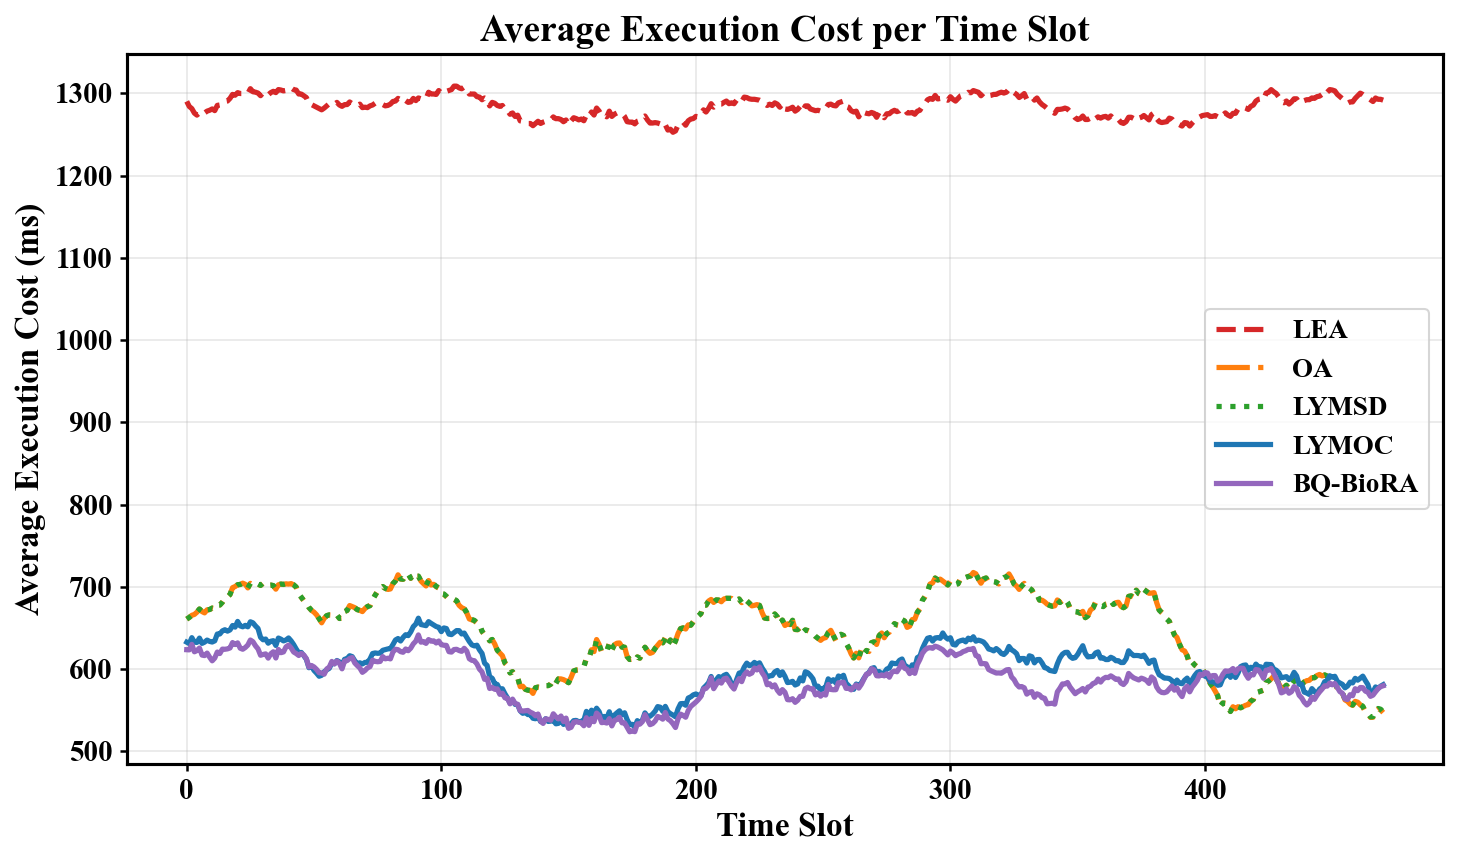 Average Execution Cost per Time Slot
Average Execution Cost (ms)
1300
1200
1100
1000
900
800
700
600
500
LEA
OA
LYMSD
LYMOC
BQ-BioRA
0 100 200 300 400
Time Slot